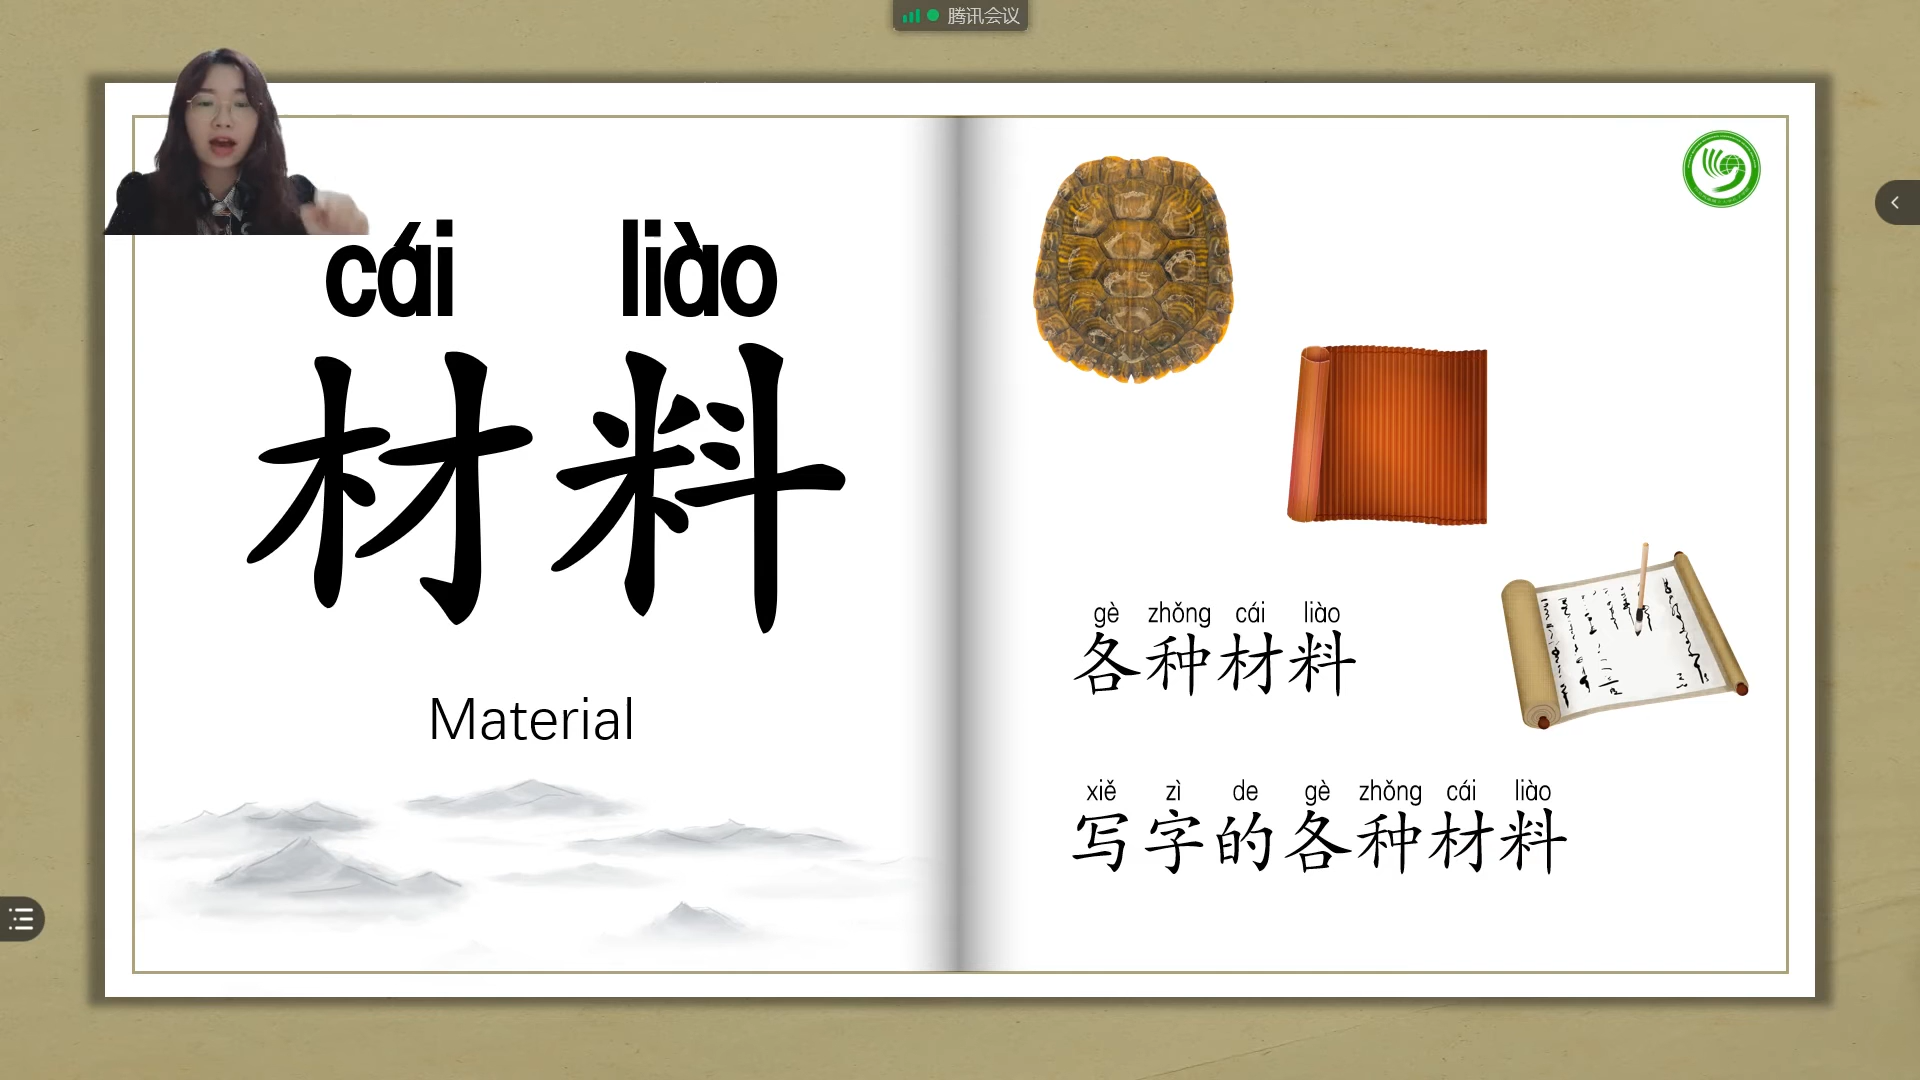 腾讯会议
cái liào
材料
Material
gè zhǒng cái liào
各种材料
xiě zì de gè zhǒng cái liào
写字的各种材料